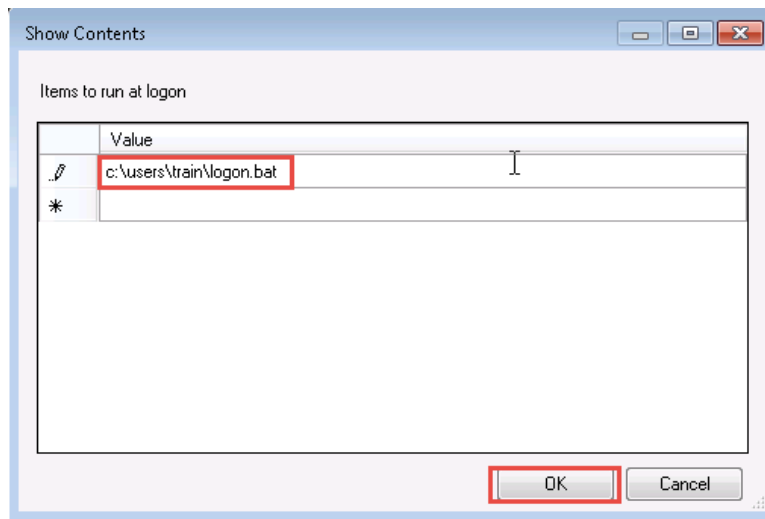 Show Contents
Items to run at logon
Value
c:\users\train\logon.bat
OK Cancel